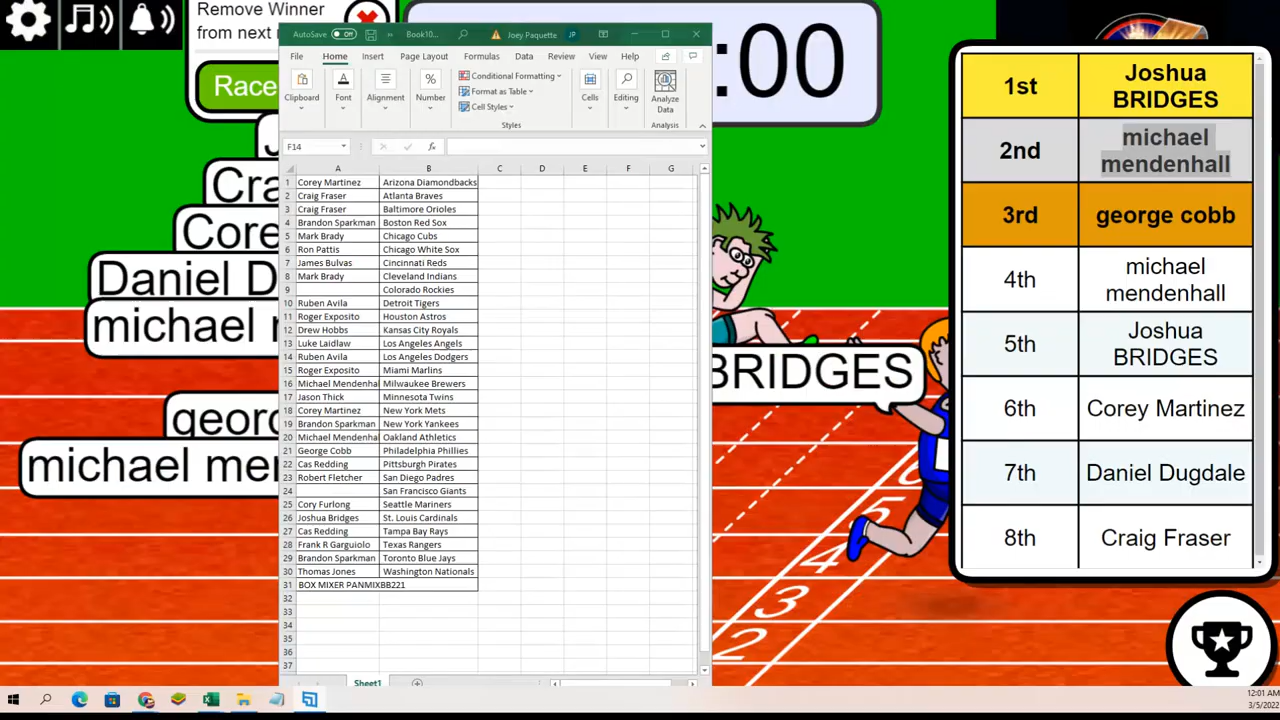 Remove Winner
from next r
Race
:00
AutoSave Off Book10... Joey Paquette JP
File Home Insert Page Layout Formulas Data Review View
Clipboard Font Alignment Number Conditional Formatting Format as Table Cell Styles Cells Editing Analyze Data
Styles Analysis
F14 fx
A B C D E F G
1 Corey Martinez Arizona Diamondbacks
2 Craig Fraser Atlanta Braves
3 Craig Fraser Baltimore Orioles
4 Brandon Sparkman Boston Red Sox
5 Mark Brady Chicago Cubs
6 Ron Pattis Chicago White Sox
7 James Bulvas Cincinnati Reds
8 Mark Brady Cleveland Indians
9 Colorado Rockies
10 Ruben Avila Detroit Tigers
11 Roger Exposito Houston Astros
12 Drew Hobbs Kansas City Royals
13 Luke Laidlaw Los Angeles Angels
14 Ruben Avila Los Angeles Dodgers
15 Roger Exposito Miami Marlins
16 Michael Mendenhal Milwaukee Brewers
17 Jason Thick Minnesota Twins
18 Corey Martinez New York Mets
19 Brandon Sparkman New York Yankees
20 Michael Mendenhal Oakland Athletics
21 George Cobb Philadelphia Phillies
22 Cas Redding Pittsburgh Pirates
23 Robert Fletcher San Diego Padres
24 San Francisco Giants
25 Cory Furlong Seattle Mariners
26 Joshua Bridges St. Louis Cardinals
27 Cas Redding Tampa Bay Rays
28 Frank R Garguiolo Texas Rangers
29 Brandon Sparkman Toronto Blue Jays
30 Thomas Jones Washington Nationals
31 BOX MIXER PANMIXBB221
32
33
34
35
36
37
Sheet1
J
Cra
Core
Daniel D
michael r
georg
michael mer
BRIDGES
6
5
4
3
2
1st Joshua
BRIDGES
2nd michael
mendenhall
3rd george cobb
4th michael
mendenhall
5th Joshua
BRIDGES
6th Corey Martinez
7th Daniel Dugdale
8th Craig Fraser
12:01 AM
3/5/2022